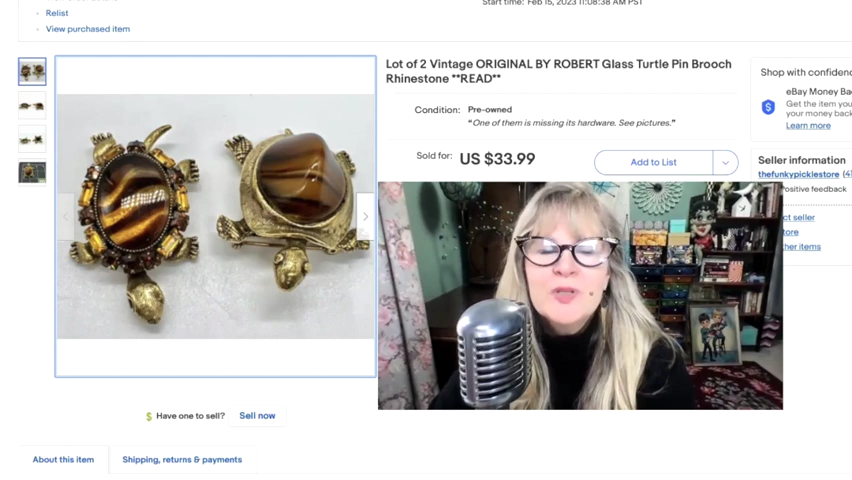 Start time: Feb 15, 2023 11:08:38 AM PST
Relist
View purchased item
Lot of 2 Vintage ORIGINAL BY ROBERT Glass Turtle Pin Brooch
Rhinestone **READ**
Condition: Pre-owned
“One of them is missing its hardware. See pictures.”
Sold for: US $33.99
Add to List
Shop with confidenc
eBay Money Ba
Get the item you
your money back
Learn more
Seller information
thefunkypicklestore
ositive feedback
ct seller
tore
her items
$ Have one to sell? Sell now
About this item
Shipping, returns & payments